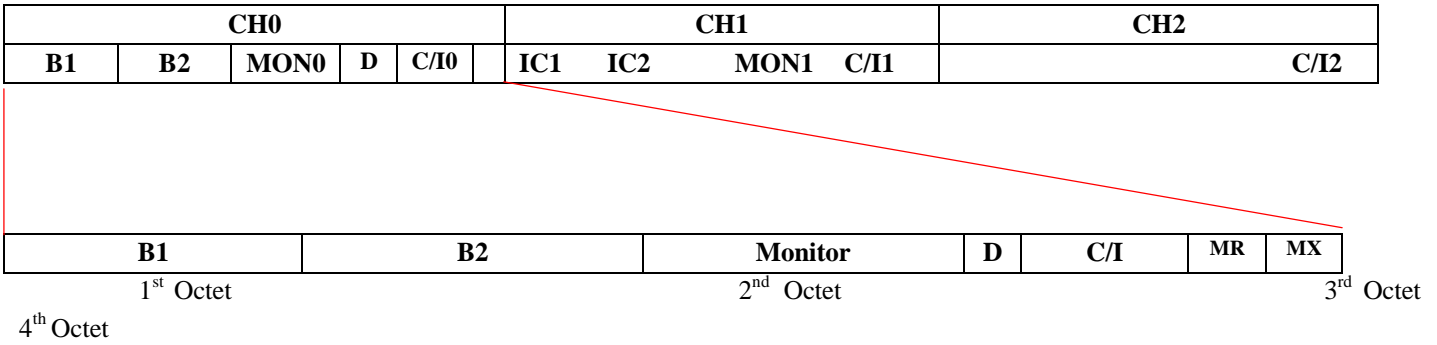 CH0 CH1 CH2
B1 B2 MON0 D C/I0 IC1 IC2 MON1 C/I1 C/I2
B1 B2 Monitor D C/I MR MX
1st Octet 2nd Octet 3rd Octet
4th Octet